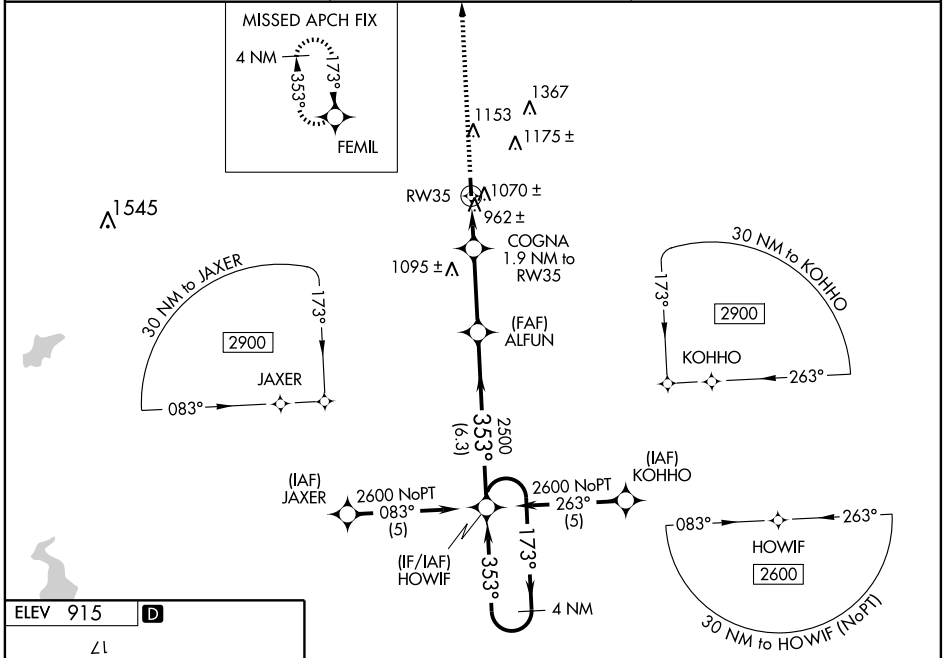 MISSED APCH FIX
4 NM
353°
173°
FEMIL
1367
1153
1175 ±
RW35
1070 ±
962 ±
1545
COGNA
1.9 NM to
RW35
1095 ±
30 NM to JAXER
173°
2900
JAXER
083°
(FAF)
ALFUN
30 NM to KOHHO
173°
2900
KOHHO
263°
353°
2500
(6.3)
(IAF)
JAXER
2600 NoPT
083°
(5)
(IAF)
KOHHO
2600 NoPT
263°
(5)
(IF/IAF)
HOWIF
353°
173°
4 NM
083°
263°
HOWIF
2600
30 NM to HOWIF (NoPT)
ELEV 915
D
17